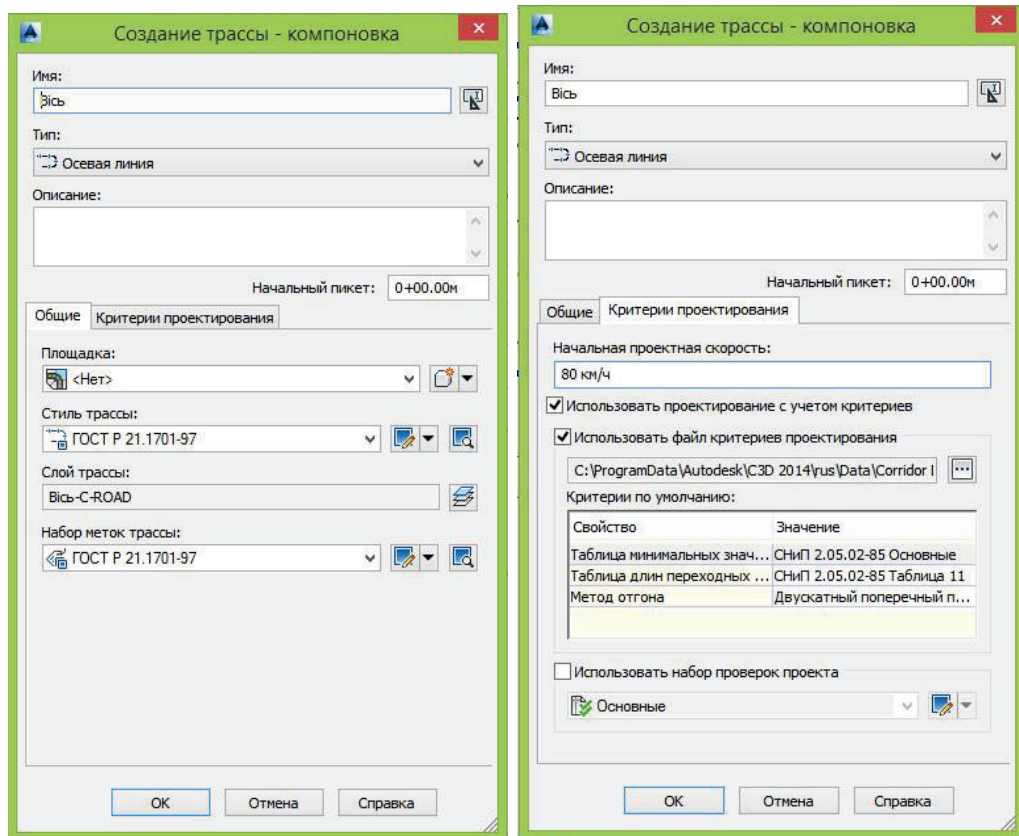 Создание трассы - компоновка
Имя:
Вісь
Тип:
Осевая линия
Описание:
Начальный пикет: 0+00.00м
Общие Критерии проектирования
Площадка:
<Нет>
Стиль трассы:
ГОСТ Р 21.1701-97
Слой трассы:
Вісь-C-ROAD
Набор меток трассы:
ГОСТ Р 21.1701-97
ОК Отмена Справка
Создание трассы - компоновка
Имя:
Вісь
Тип:
Осевая линия
Описание:
Начальный пикет: 0+00.00м
Общие Критерии проектирования
Начальная проектная скорость:
80 км/ч
Использовать проектирование с учетом критериев
Использовать файл критериев проектирования
C:\ProgramData\Autodesk\C3D 2014\rus\Data\Corridor ...
Критерии по умолчанию:
Свойство Значение
Таблица минимальных знач... СНиП 2.05.02-85 Основные
Таблица длин переходных ... СНиП 2.05.02-85 Таблица 11
Метод отгона Двускатный поперечный п...
Использовать набор проверок проекта
Основные
ОК Отмена Справка